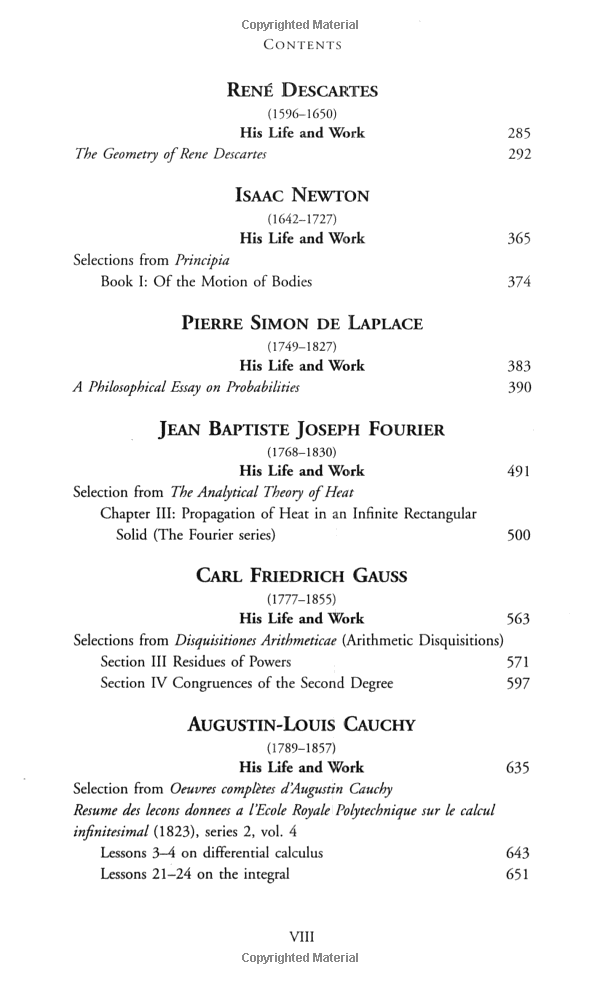 Copyrighted Material
CONTENTS
RENÉ DESCARTES
(1596–1650)
His Life and Work 285
The Geometry of Rene Descartes 292
ISAAC NEWTON
(1642–1727)
His Life and Work 365
Selections from Principia
Book I: Of the Motion of Bodies 374
PIERRE SIMON DE LAPLACE
(1749–1827)
His Life and Work 383
A Philosophical Essay on Probabilities 390
JEAN BAPTISTE JOSEPH FOURIER
(1768–1830)
His Life and Work 491
Selection from The Analytical Theory of Heat
Chapter III: Propagation of Heat in an Infinite Rectangular
Solid (The Fourier series) 500
CARL FRIEDRICH GAUSS
(1777–1855)
His Life and Work 563
Selections from Disquisitiones Arithmeticae (Arithmetic Disquisitions)
Section III Residues of Powers 571
Section IV Congruences of the Second Degree 597
AUGUSTIN-LOUIS CAUCHY
(1789–1857)
His Life and Work 635
Selection from Oeuvres complètes d'Augustin Cauchy
Resume des lecons donnees a l'Ecole Royale Polytechnique sur le calcul
infinitesimal (1823), series 2, vol. 4
Lessons 3–4 on differential calculus 643
Lessons 21–24 on the integral 651
VIII
Copyrighted Material